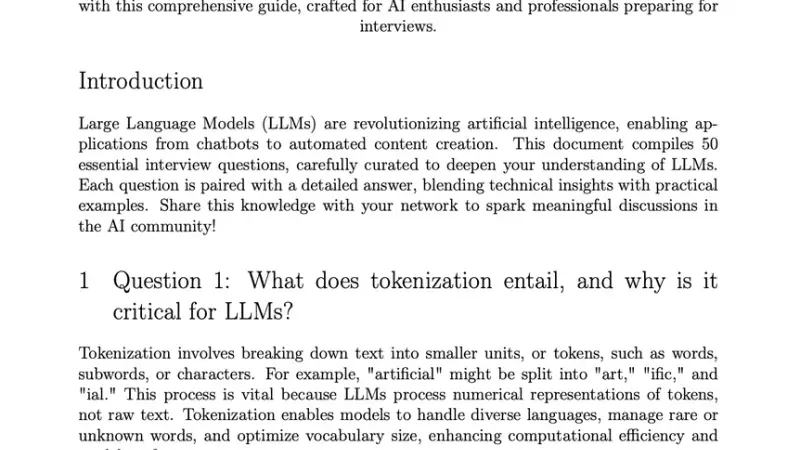 with this comprehensive guide, crafted for AI enthusiasts and professionals preparing for
interviews.
Introduction
Large Language Models (LLMs) are revolutionizing artificial intelligence, enabling ap-
plications from chatbots to automated content creation. This document compiles 50
essential interview questions, carefully curated to deepen your understanding of LLMs.
Each question is paired with a detailed answer, blending technical insights with practical
examples. Share this knowledge with your network to spark meaningful discussions in
the AI community!
1 Question 1: What does tokenization entail, and why is it
critical for LLMs?
Tokenization involves breaking down text into smaller units, or tokens, such as words,
subwords, or characters. For example, "artificial" might be split into "art," "ific," and
"ial." This process is vital because LLMs process numerical representations of tokens,
not raw text. Tokenization enables models to handle diverse languages, manage rare or
unknown words, and optimize vocabulary size, enhancing computational efficiency and